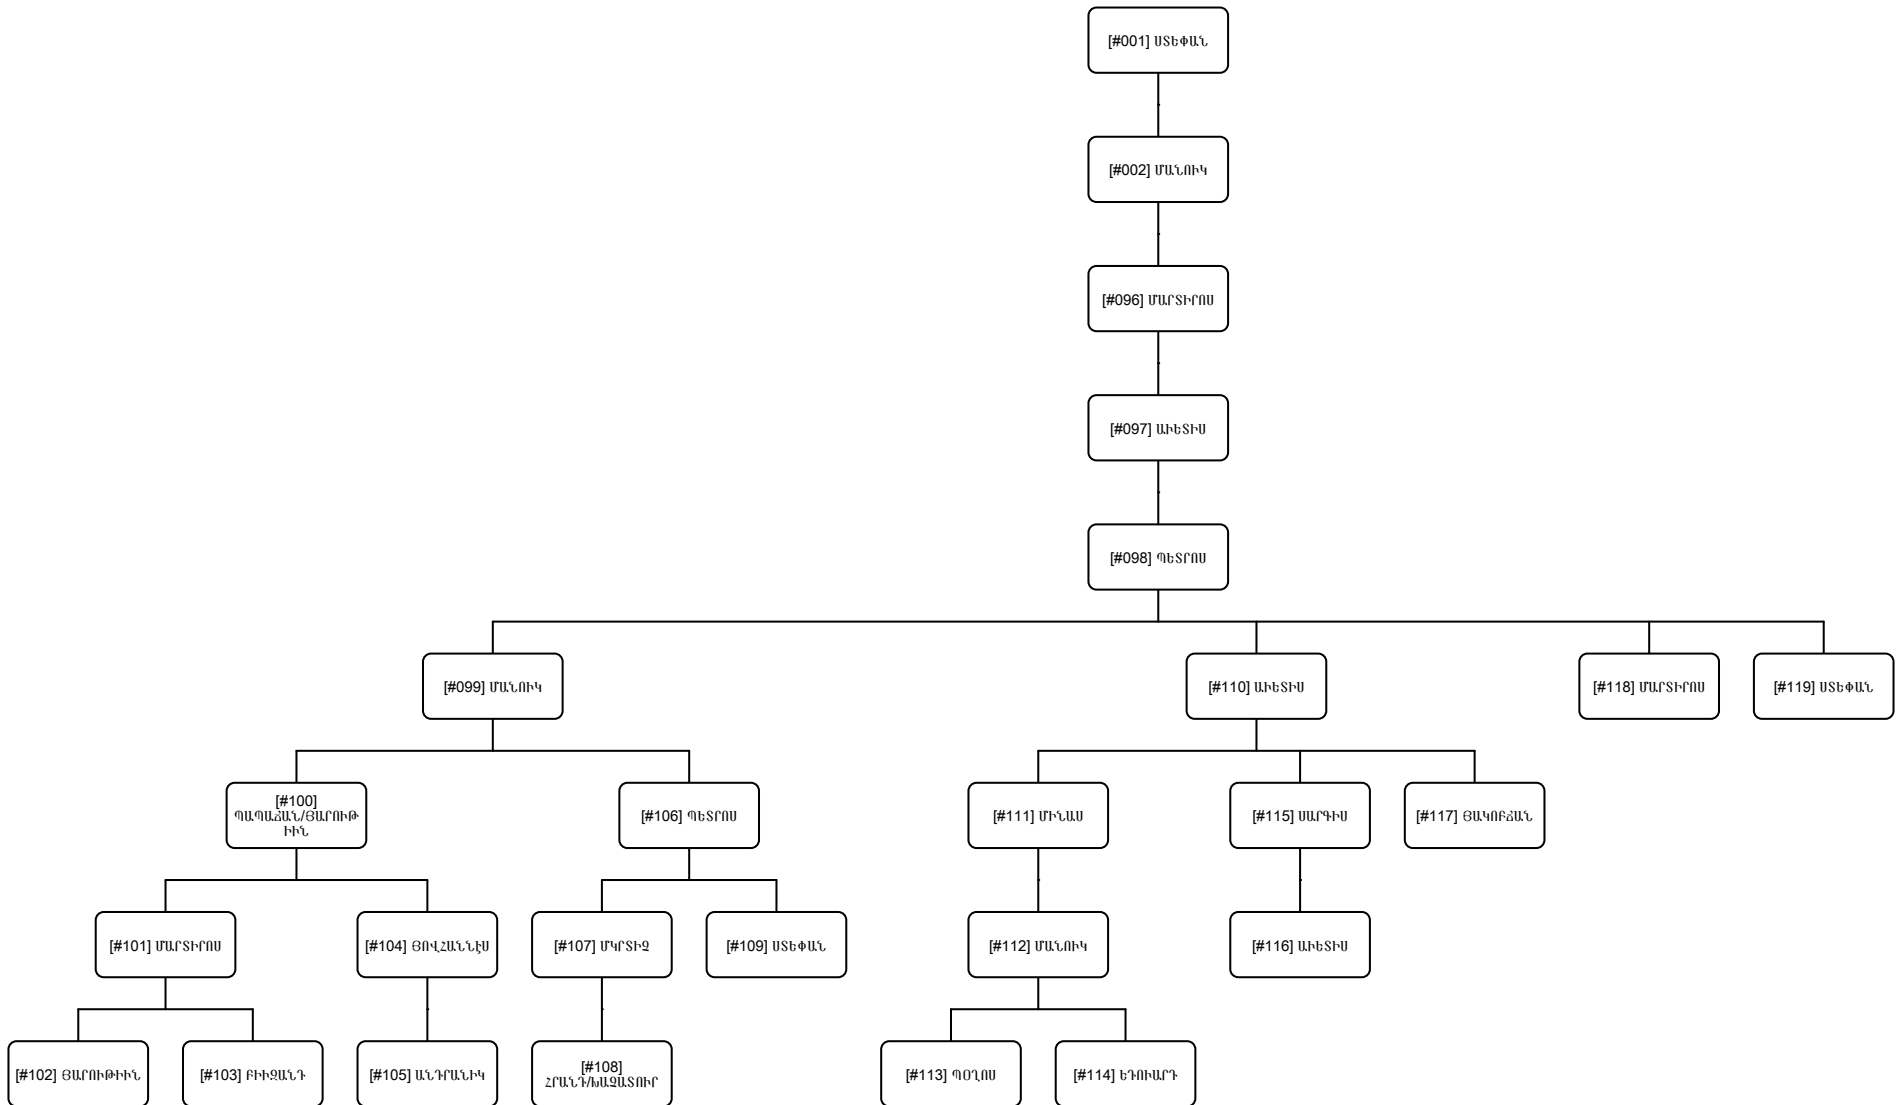 [#001] ՍՏԵՓԱՆ
[#002] ՄԱՆՈՒԿ
[#096] ՄԱՐՏԻՐՈՍ
[#097] ԱՒԵՏԻՍ
[#098] ՊԵՏՐՈՍ
[#099] ՄԱՆՈՒԿ
[#110] ԱՒԵՏԻՍ
[#118] ՄԱՐՏԻՐՈՍ
[#119] ՍՏԵՓԱՆ
[#100]
ՊԱՊԱՃԱՆ/ՅԱՐՈՒԹ
ԻՒՆ
[#106] ՊԵՏՐՈՍ
[#111] ՄԻՆԱՍ
[#115] ՍԱՐԳԻՍ
[#117] ՅԱԿՈԲՃԱՆ
[#101] ՄԱՐՏԻՐՈՍ
[#104] ՅՈՎՀԱՆՆԷՍ
[#107] ՄԿՐՏԻՉ
[#109] ՍՏԵՓԱՆ
[#112] ՄԱՆՈՒԿ
[#116] ԱՒԵՏԻՍ
[#102] ՅԱՐՈՒԹԻՒՆ
[#103] ԲԻՒԶԱՆԴ
[#105] ԱՆԴՐԱՆԻԿ
[#108]
ՀՐԱՆԴ/ԽԱՉԱՏՈՒՐ
[#113] ՊՕՂՈՍ
[#114] ԵԴՈՒԱՐԴ